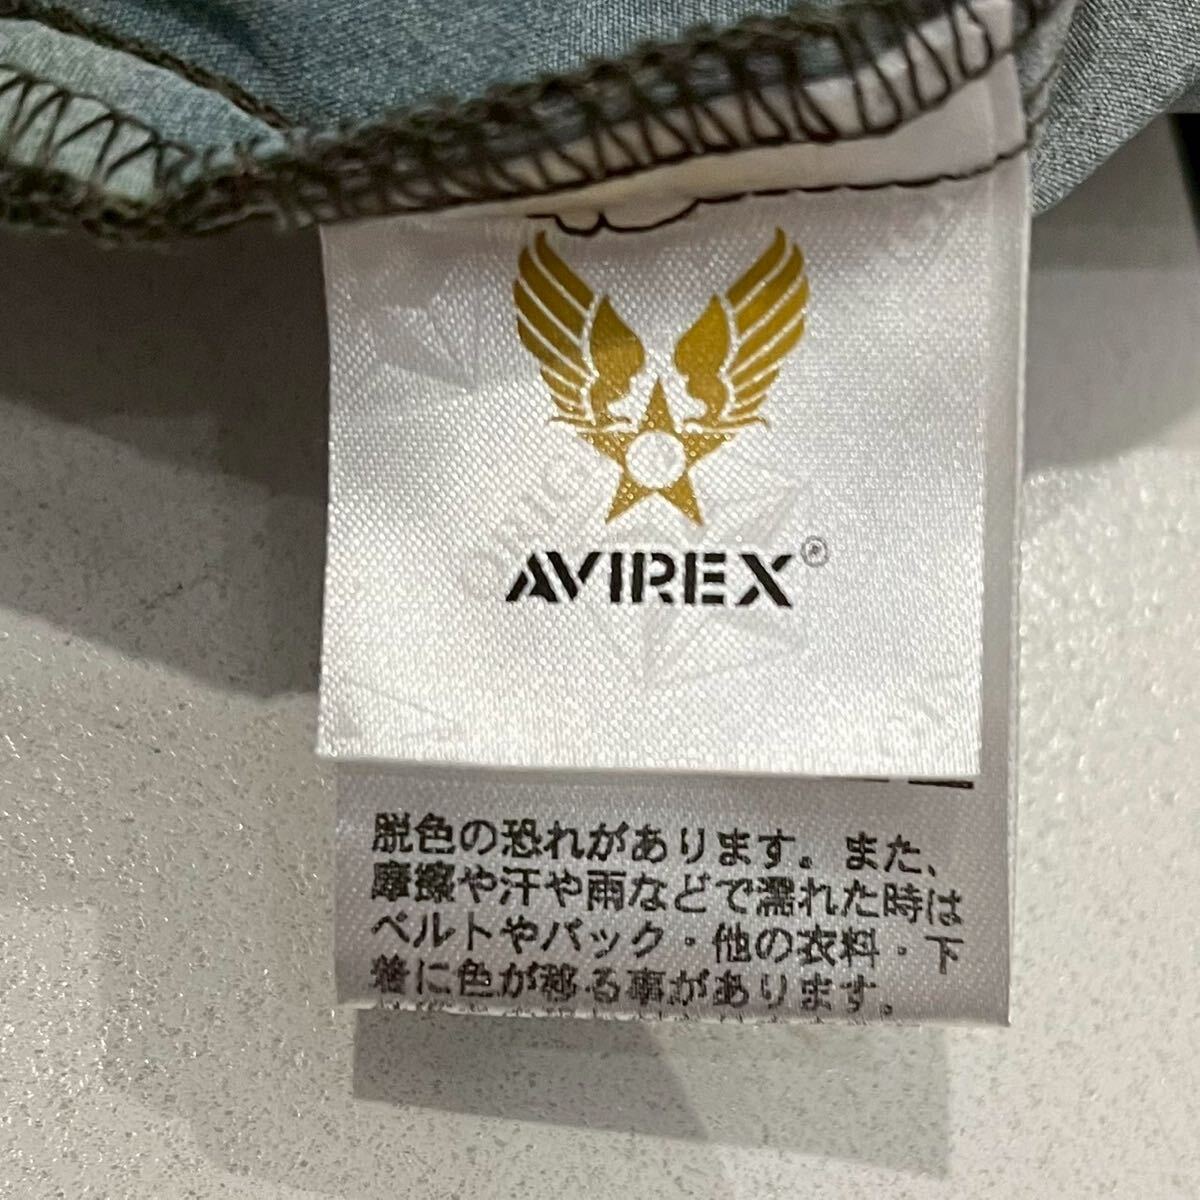 AVIREX®
脱色の恐れがあります。また、
摩擦や汗や雨などで濡れた時は
ベルトやバック・他の衣料・下
着に色が移る事があります。